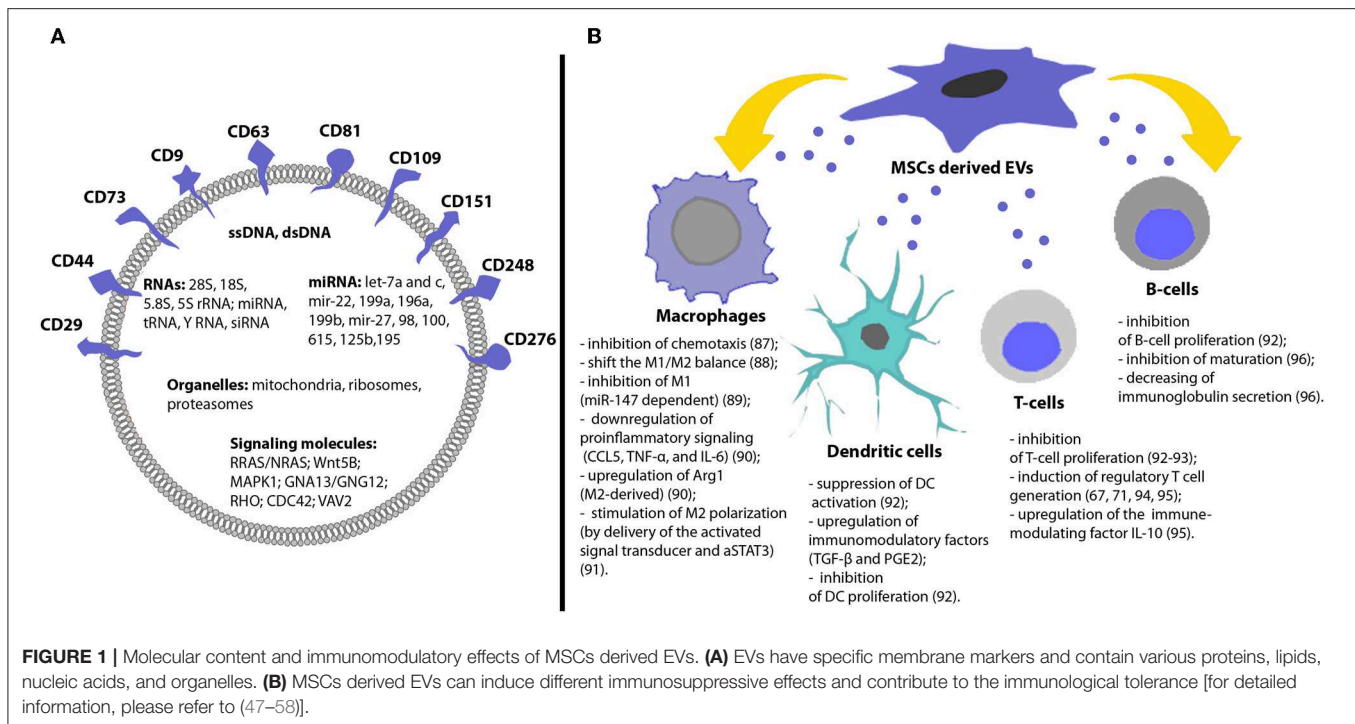 A
CD63
CD81
CD9
CD109
CD73
CD151
CD44
CD248
CD29
CD276
ssDNA, dsDNA
RNAs: 28S, 18S,
5.8S, 5S rRNA; miRNA,
tRNA, Y RNA, siRNA
miRNA: let-7a and c,
mir-22, 199a, 196a,
199b, mir-27, 98, 100,
615, 125b,195
Organelles: mitochondria, ribosomes,
proteasomes
Signaling molecules:
RRAS/NRAS; Wnt5B;
MAPK1; GNA13/GNG12;
RHO; CDC42; VAV2
B
MSCs derived EVs
Macrophages
- inhibition of chemotaxis (87);
- shift the M1/M2 balance (88);
- inhibition of M1
(miR-147 dependent) (89);
- downregulation of
proinflammatory signaling
(CCL5, TNF-α, and IL-6) (90);
- upregulation of Arg1
(M2-derived) (90);
- stimulation of M2 polarization
(by delivery of the activated
signal transducer and aSTAT3)
(91).
Dendritic cells
- suppression of DC
activation (92);
- upregulation of
immunomodulatory factors
(TGF-β and PGE2);
- inhibition
of DC proliferation (92).
T-cells
- inhibition
of T-cell proliferation (92-93);
- induction of regulatory T cell
generation (67, 71, 94, 95);
- upregulation of the immune-
modulating factor IL-10 (95).
B-cells
- inhibition
of B-cell proliferation (92);
- inhibition of maturation (96);
- decreasing of
immunoglobulin secretion (96).
FIGURE 1 | Molecular content and immunomodulatory effects of MSCs derived EVs. (A) EVs have specific membrane markers and contain various proteins, lipids,
nucleic acids, and organelles. (B) MSCs derived EVs can induce different immunosuppressive effects and contribute to the immunological tolerance [for detailed
information, please refer to (47–58)].